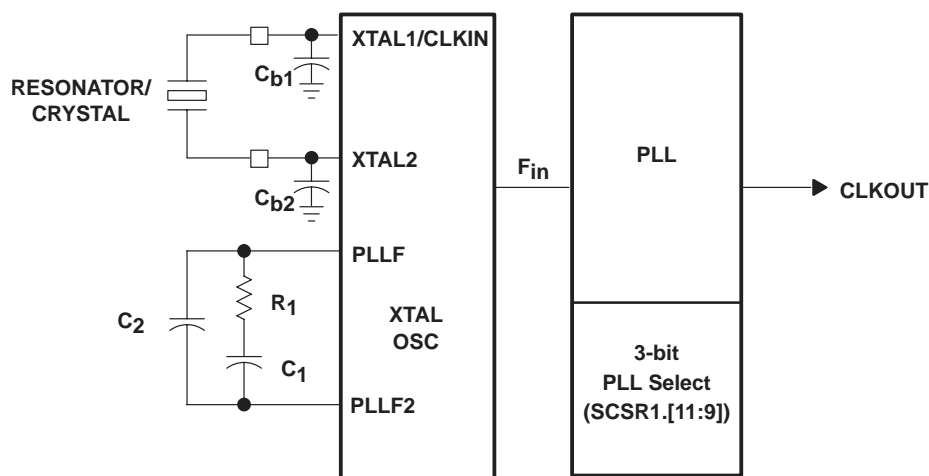 XTAL1/CLKIN
Cb1
RESONATOR/
CRYSTAL
XTAL2
Cb2
PLLF
R1
C2
C1
PLLF2
XTAL
OSC
Fin
PLL
3-bit
PLL Select
(SCSR1.[11:9])
CLKOUT